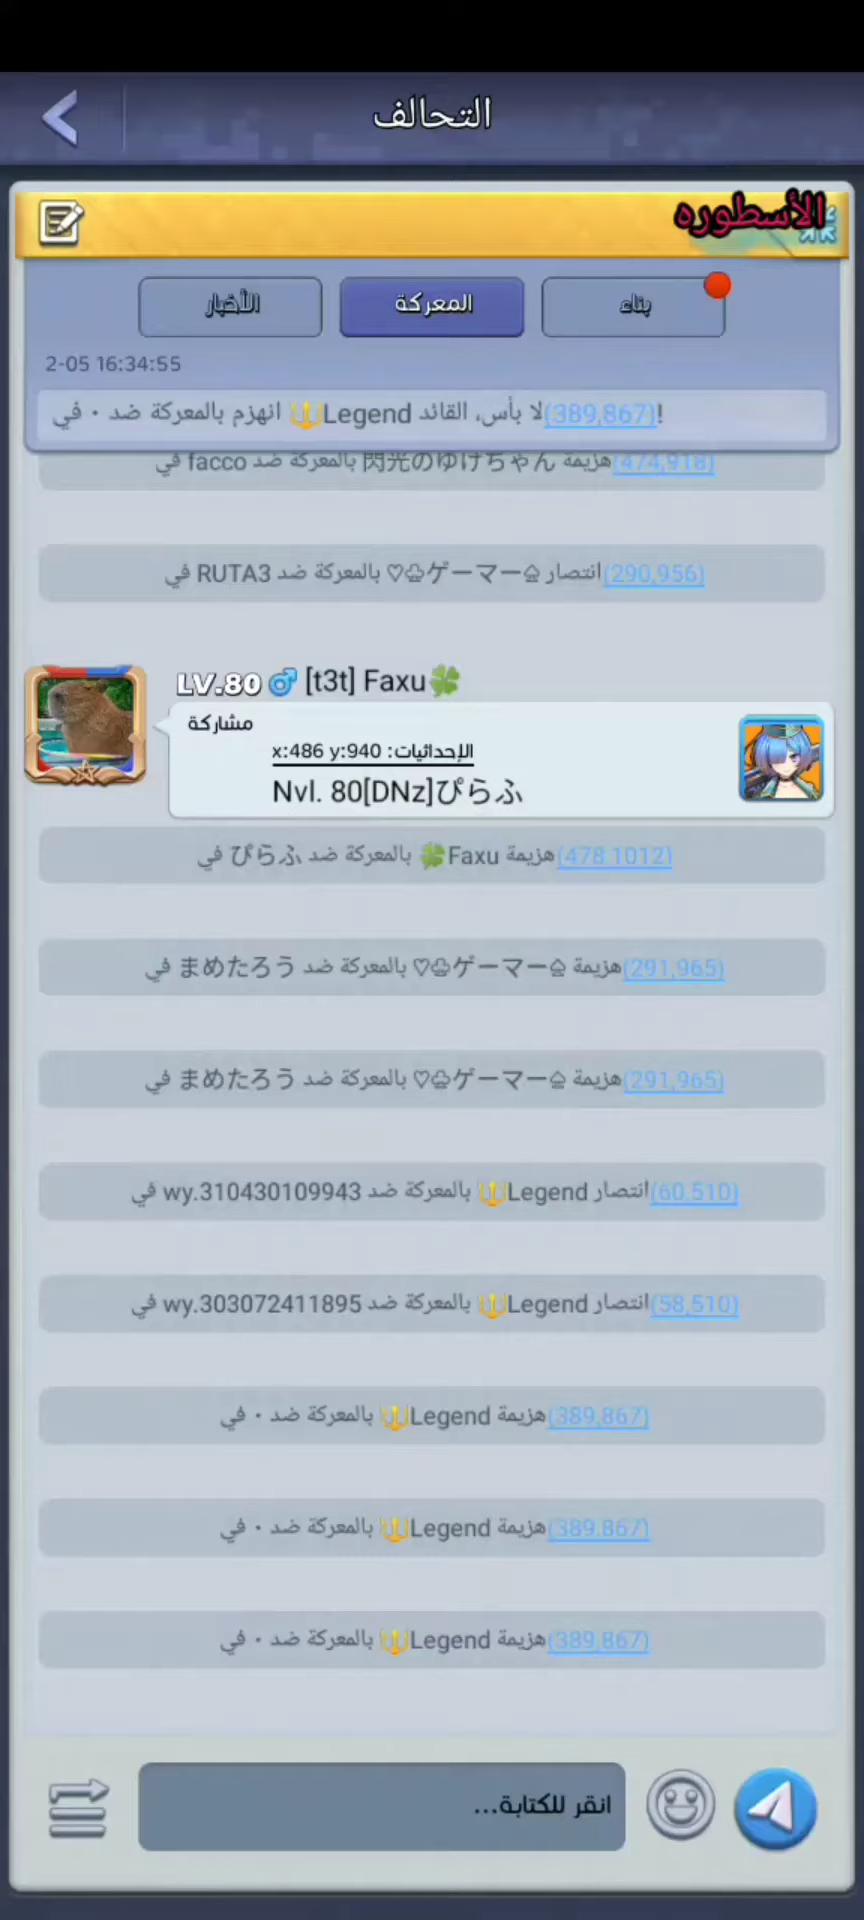 التحالف
الأسطوره
الأخبار
المعركة
بناء
2-05 16:34:55
لا بأس، القائد Legend🔱 انهزم بالمعركة ضد ・ في (389,867)!
هزيمة 閃光のゆけちゃん بالمعركة ضد facco في (474,918)
انتصار ♡♧ゲーマー♤ بالمعركة ضد RUTA3 في (290,956)
LV.80 ♂ [t3t] Faxu🍀
مشاركة
الإحداثيات: x:486 y:940
Nvl. 80[DNz]ぴらふ
هزيمة Faxu🍀 بالمعركة ضد ぴらふ في (478,1012)
هزيمة ♡♧ゲーマー♤ بالمعركة ضد まめたろう في (291,965)
هزيمة ♡♧ゲーマー♤ بالمعركة ضد まめたろう في (291,965)
انتصار Legend🔱 بالمعركة ضد wy.310430109943 في (60,510)
انتصار Legend🔱 بالمعركة ضد wy.303072411895 في (58,510)
هزيمة Legend🔱 بالمعركة ضد ・ في (389,867)
هزيمة Legend🔱 بالمعركة ضد ・ في (389,867)
هزيمة Legend🔱 بالمعركة ضد ・ في (389,867)
انقر للكتابة...